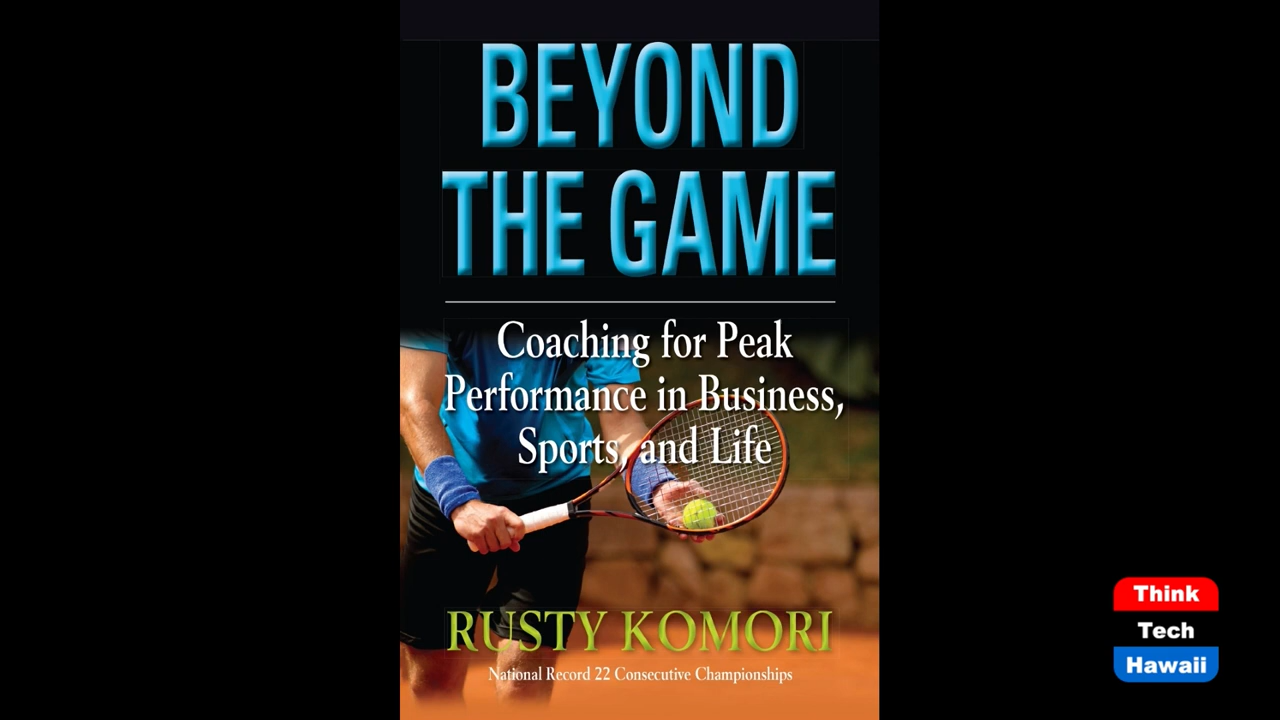 BEYOND
THE GAME
Coaching for Peak
Performance in Business,
Sports, and Life
RUSTY KOMORI
National Record 22 Consecutive Championships
Think
Tech
Hawaii